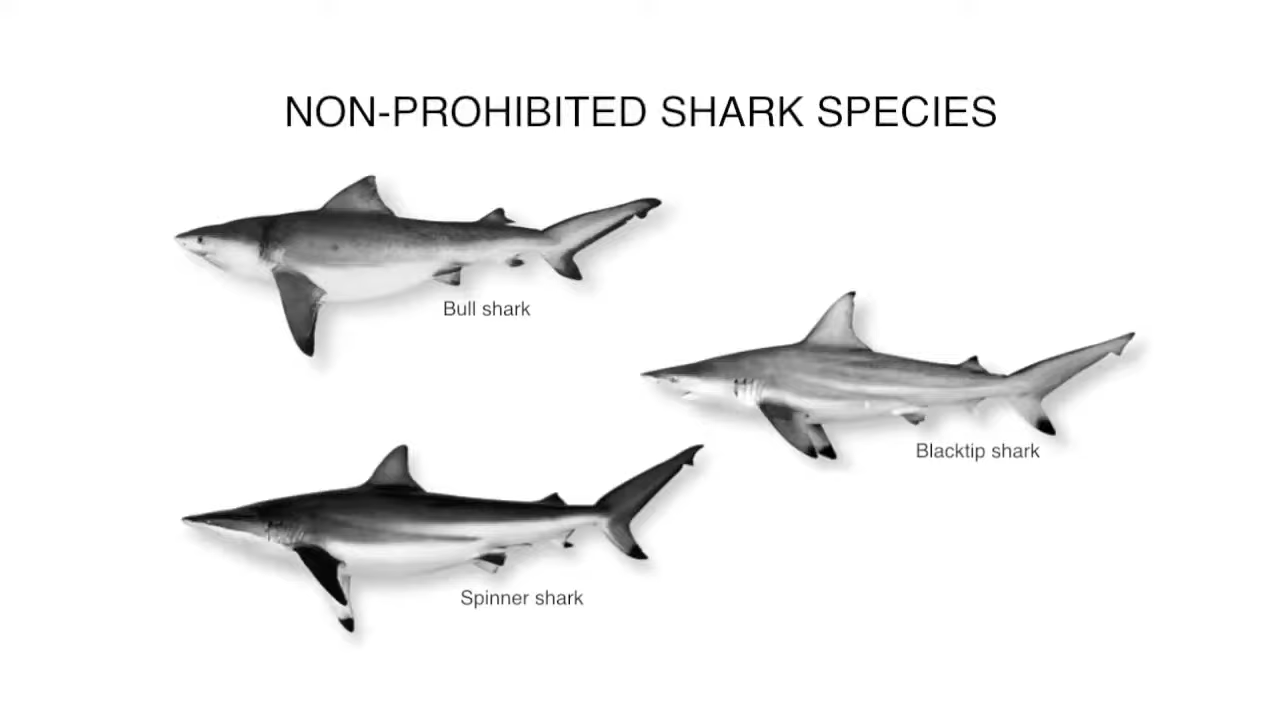 NON-PROHIBITED SHARK SPECIES
Bull shark
Blacktip shark
Spinner shark